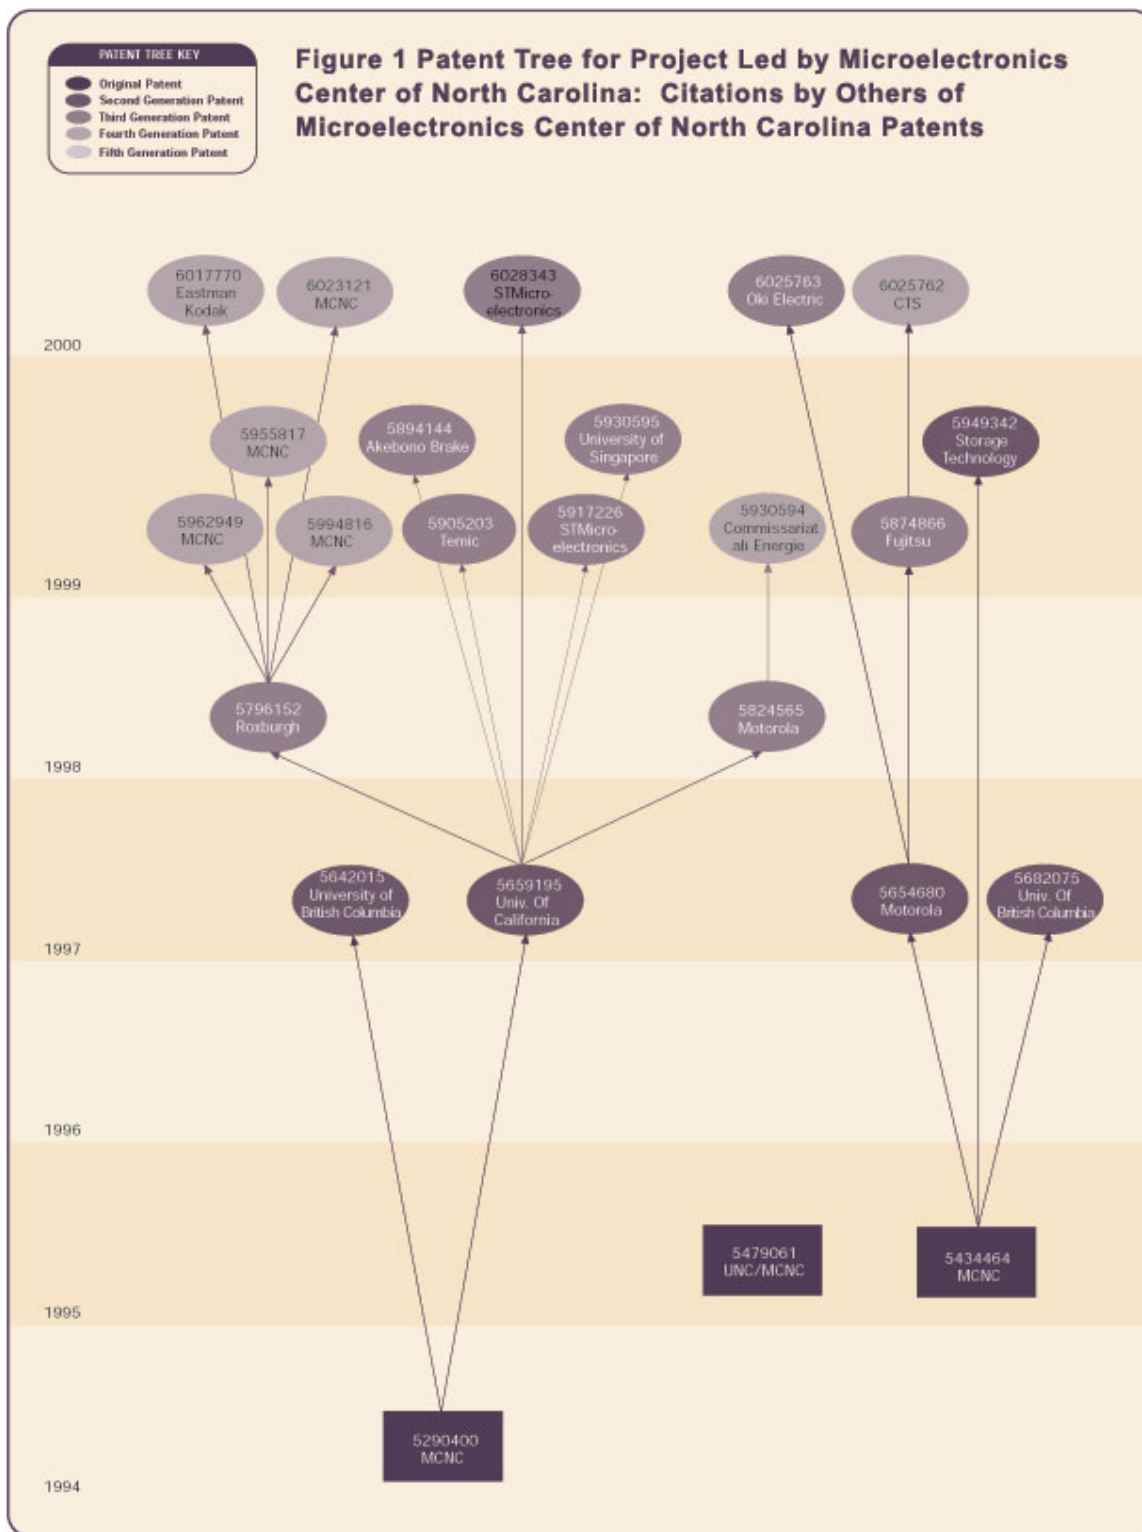 PATENT TREE KEY
Original Patent
Second Generation Patent
Third Generation Patent
Fourth Generation Patent
Fifth Generation Patent
Figure 1 Patent Tree for Project Led by Microelectronics
Center of North Carolina: Citations by Others of
Microelectronics Center of North Carolina Patents
6017770
Eastman
Kodak
6023121
MCNC
6028343
STMicro-
electronics
6025763
Oki Electric
6025762
CTS
2000
5955817
MCNC
5894144
Akebono Brake
5930595
University of
Singapore
5949342
Storage
Technology
5962949
MCNC
5994816
MCNC
5905203
Temic
5917226
STMicro-
electronics
5930594
Commissariat
ali Energie
5874866
Fujitsu
1999
5796152
Roxburgh
5824565
Motorola
1998
5642015
University of
British Columbia
5659195
Univ. Of
California
5654680
Motorola
5682075
Univ. Of
British Columbia
1997
1996
5479061
UNC/MCNC
5434464
MCNC
1995
5290400
MCNC
1994